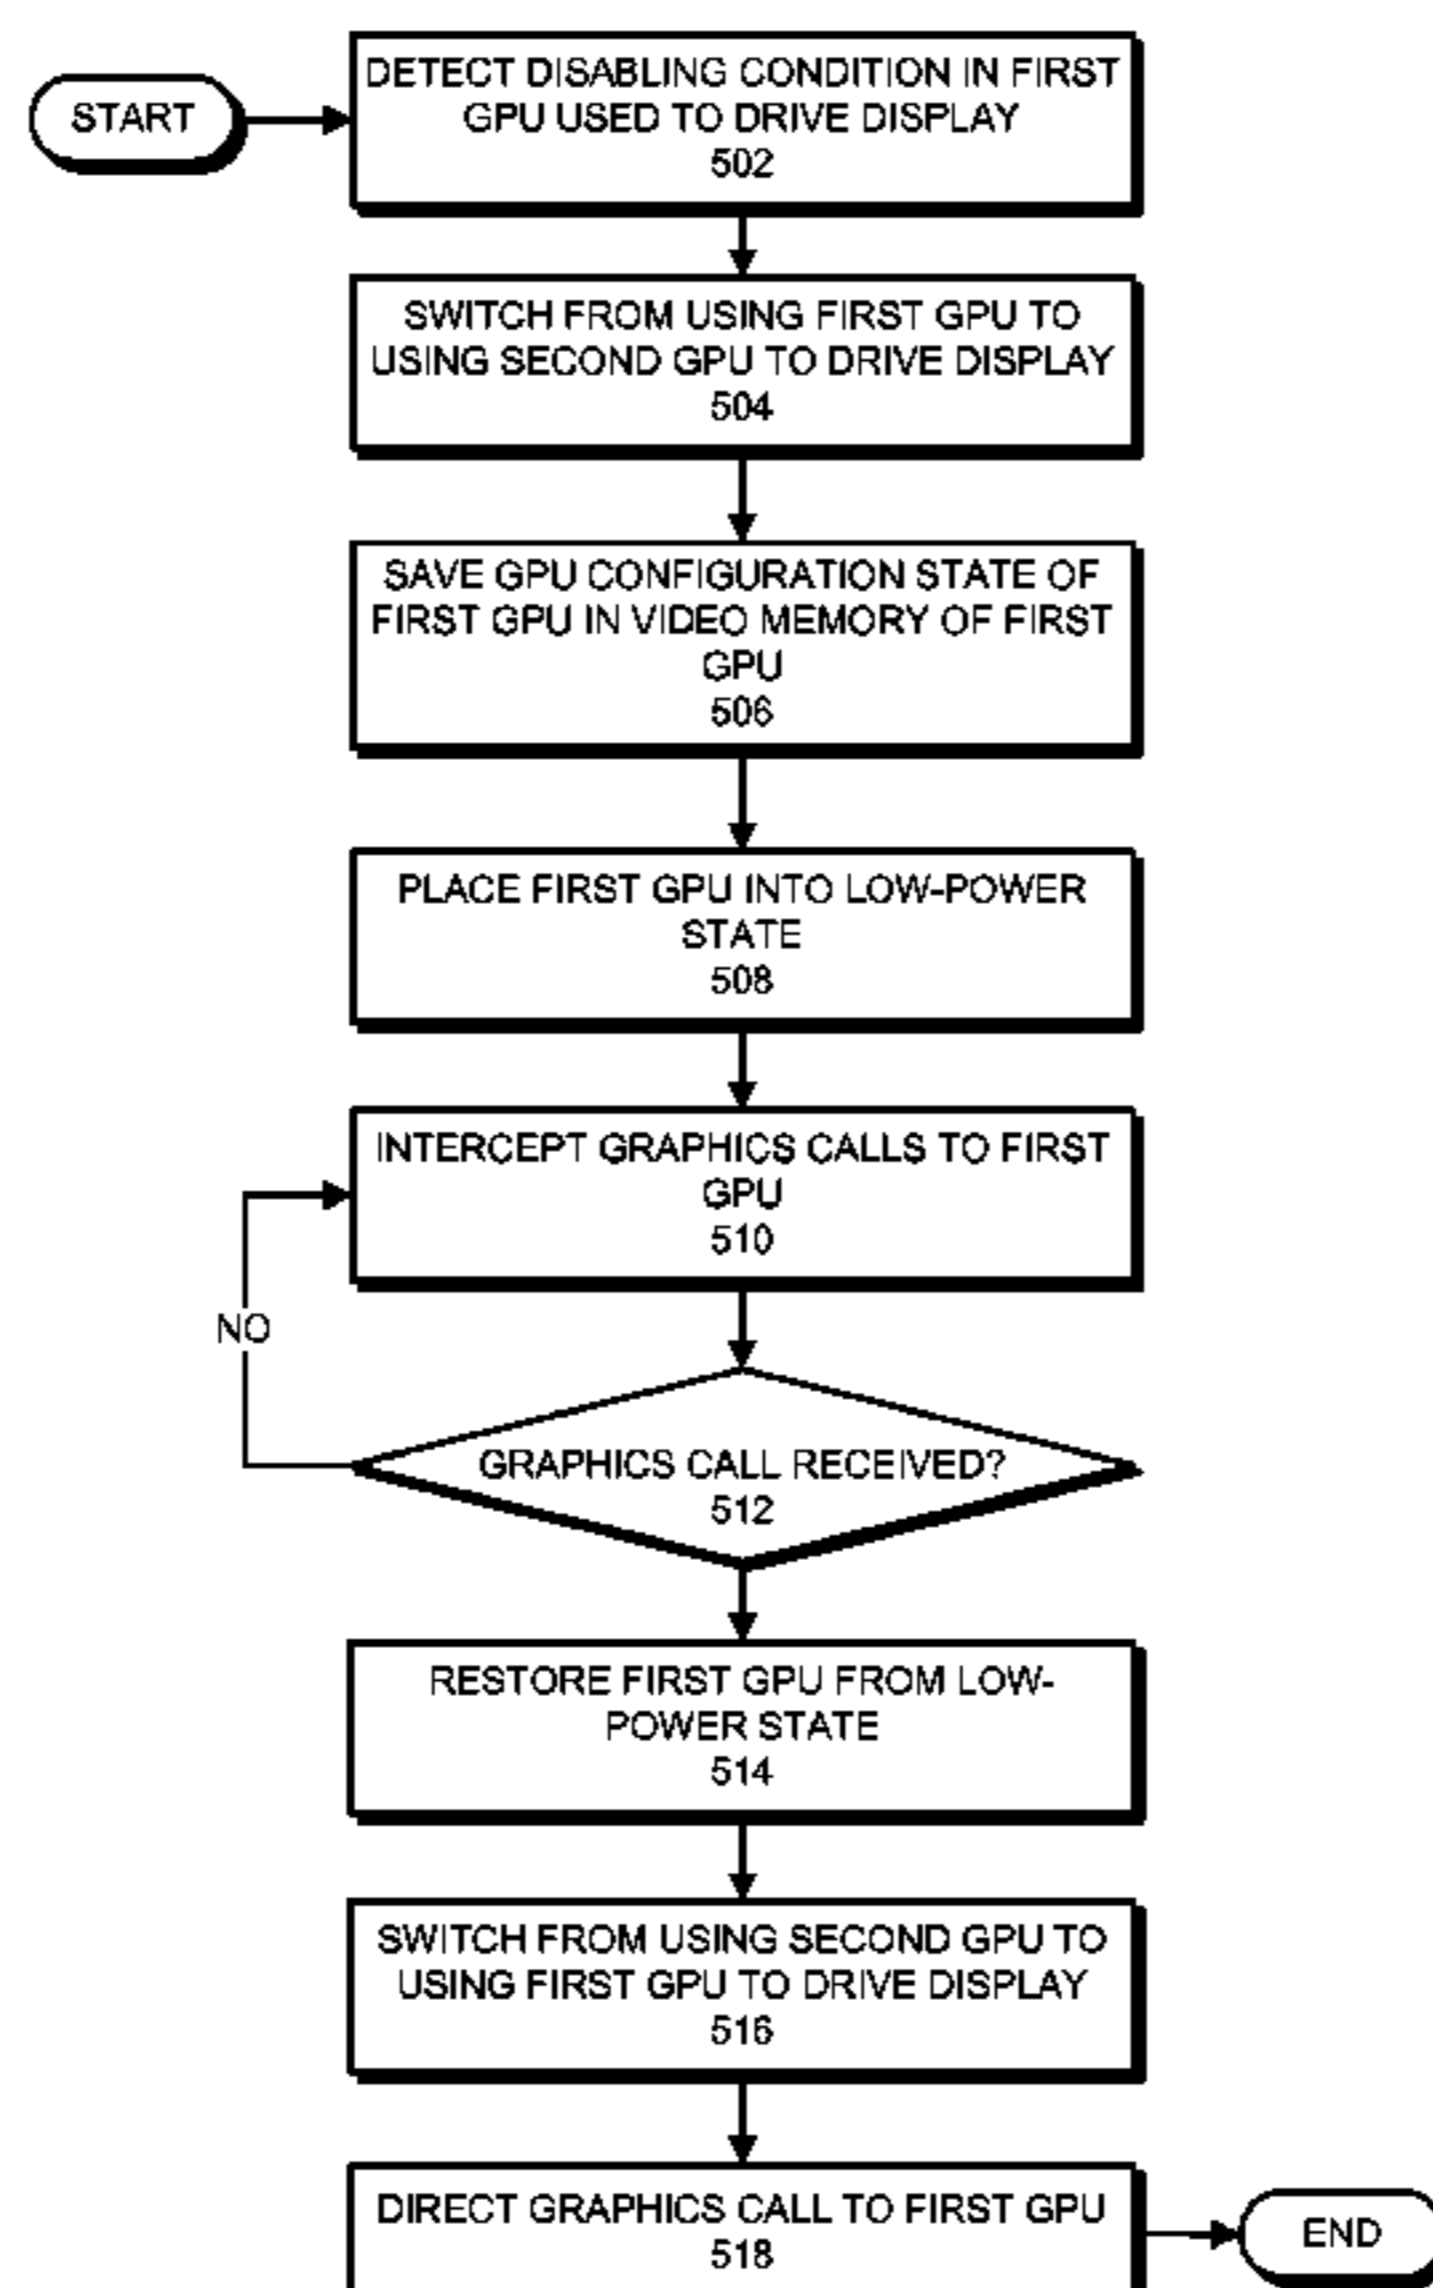 START
DETECT DISABLING CONDITION IN FIRST
GPU USED TO DRIVE DISPLAY
502
SWITCH FROM USING FIRST GPU TO
USING SECOND GPU TO DRIVE DISPLAY
504
SAVE GPU CONFIGURATION STATE OF
FIRST GPU IN VIDEO MEMORY OF FIRST
GPU
506
PLACE FIRST GPU INTO LOW-POWER
STATE
508
INTERCEPT GRAPHICS CALLS TO FIRST
GPU
510
NO
GRAPHICS CALL RECEIVED?
512
RESTORE FIRST GPU FROM LOW-
POWER STATE
514
SWITCH FROM USING SECOND GPU TO
USING FIRST GPU TO DRIVE DISPLAY
516
DIRECT GRAPHICS CALL TO FIRST GPU
518
END